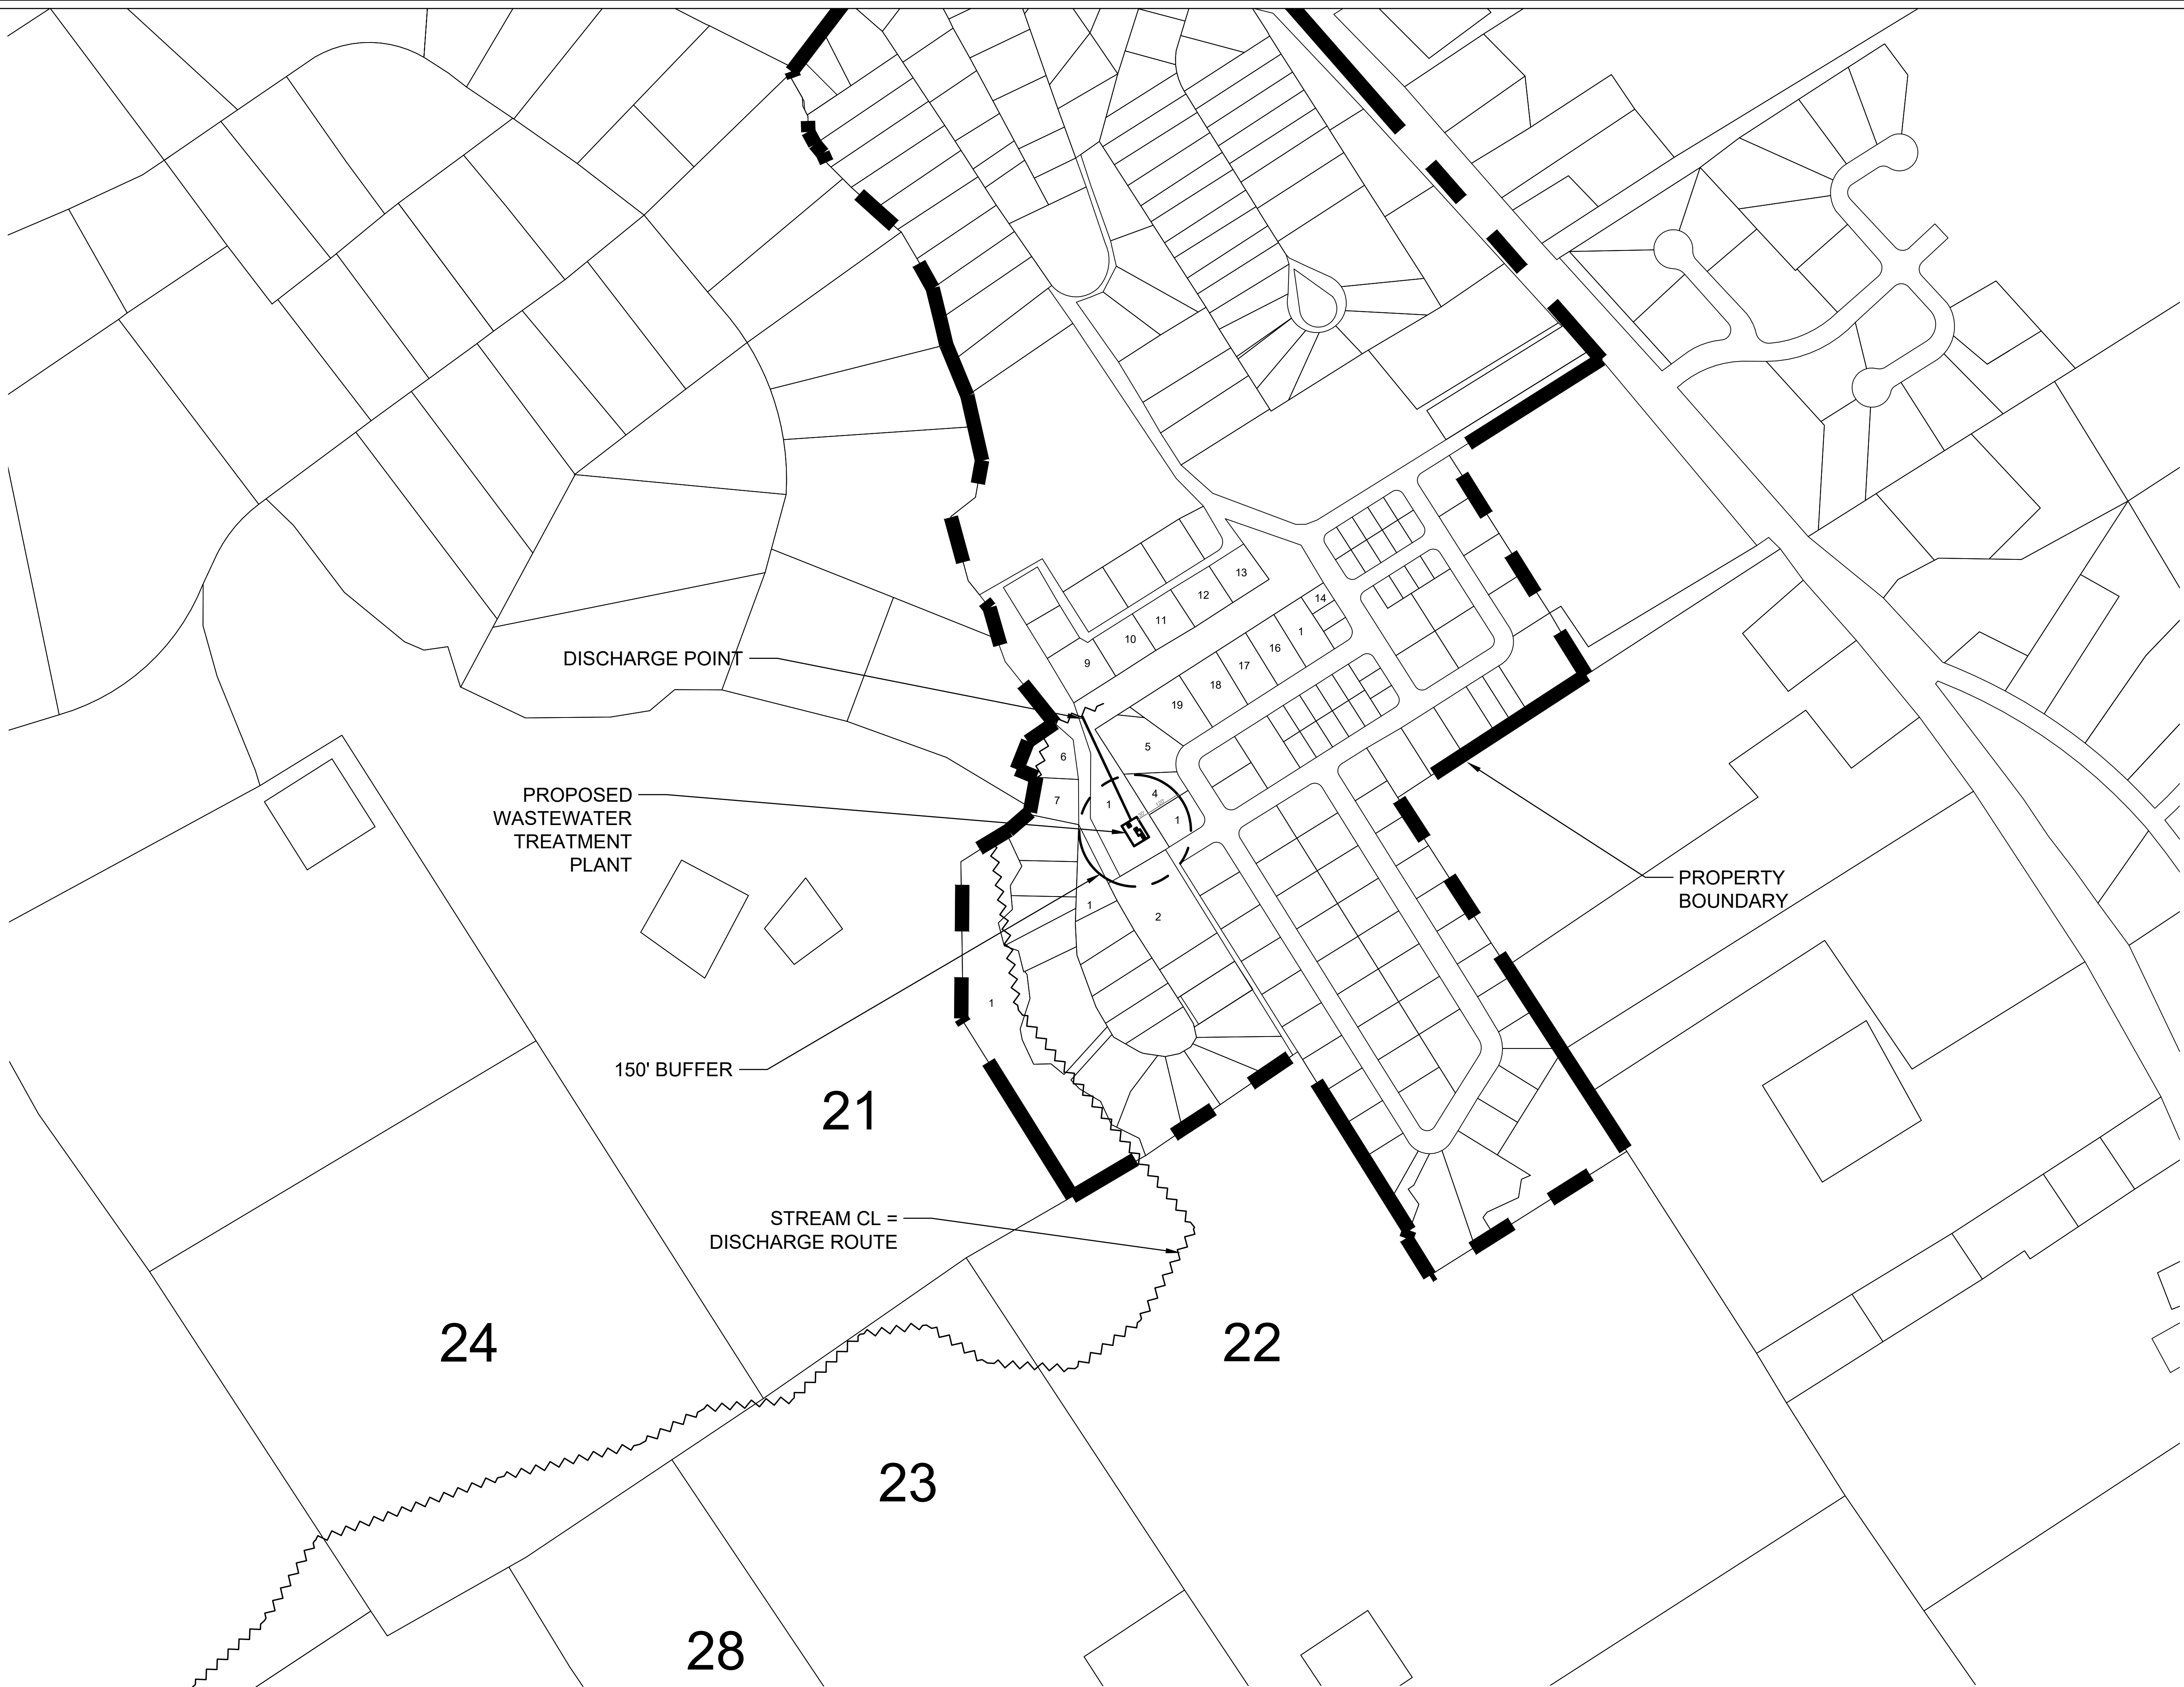 13
14
12
11
1
10
16
DISCHARGE POINT
9
17
18
19
5
6
PROPOSED
WASTEWATER
TREATMENT
PLANT
7
1
4
1
PROPERTY
BOUNDARY
1
2
1
150' BUFFER
21
STREAM CL =
DISCHARGE ROUTE
24
22
23
28